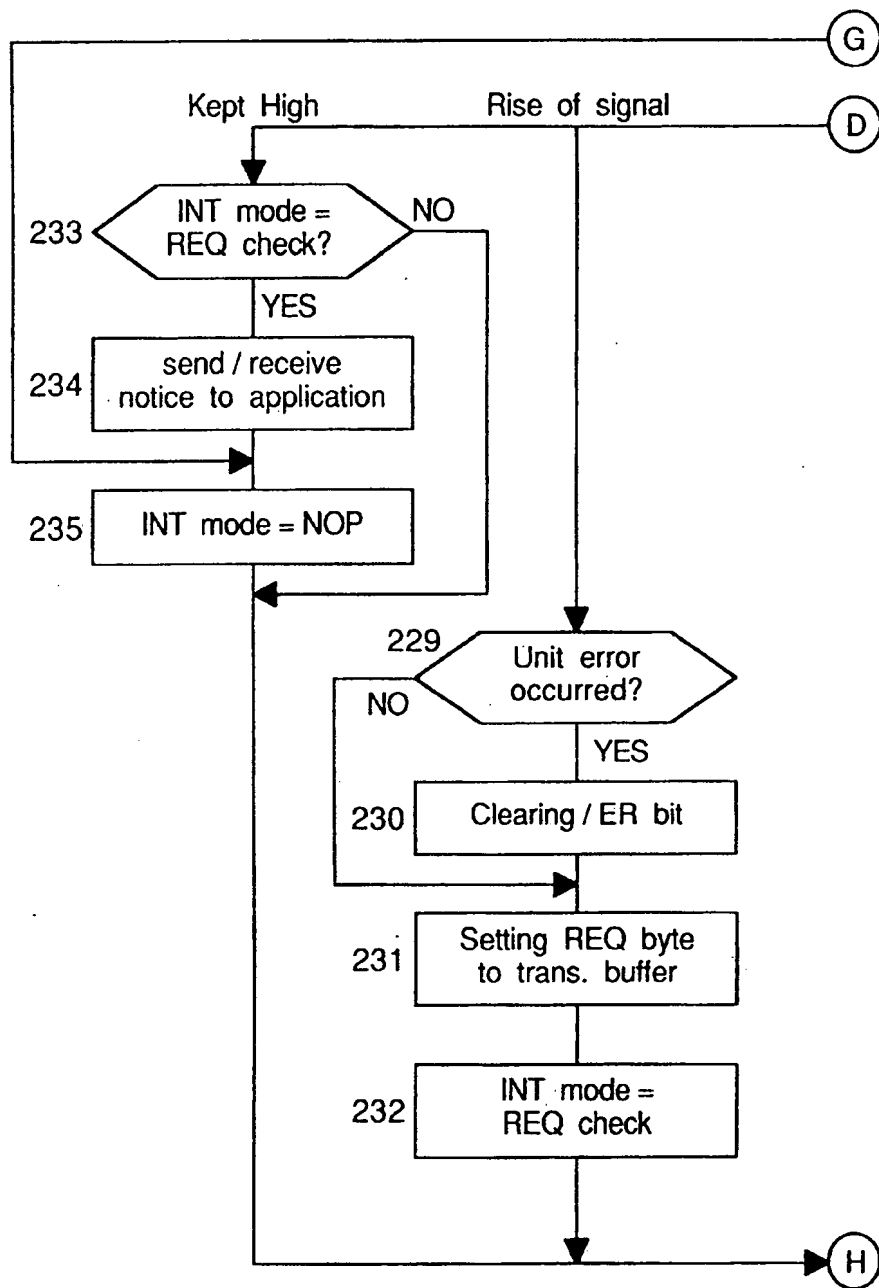 G
Kept High
Rise of signal
D
233
INT mode =
REQ check?
NO
YES
234
send / receive
notice to application
235
INT mode = NOP
229
Unit error
occurred?
NO
YES
230
Clearing / ER bit
231
Setting REQ byte
to trans. buffer
232
INT mode =
REQ check
H